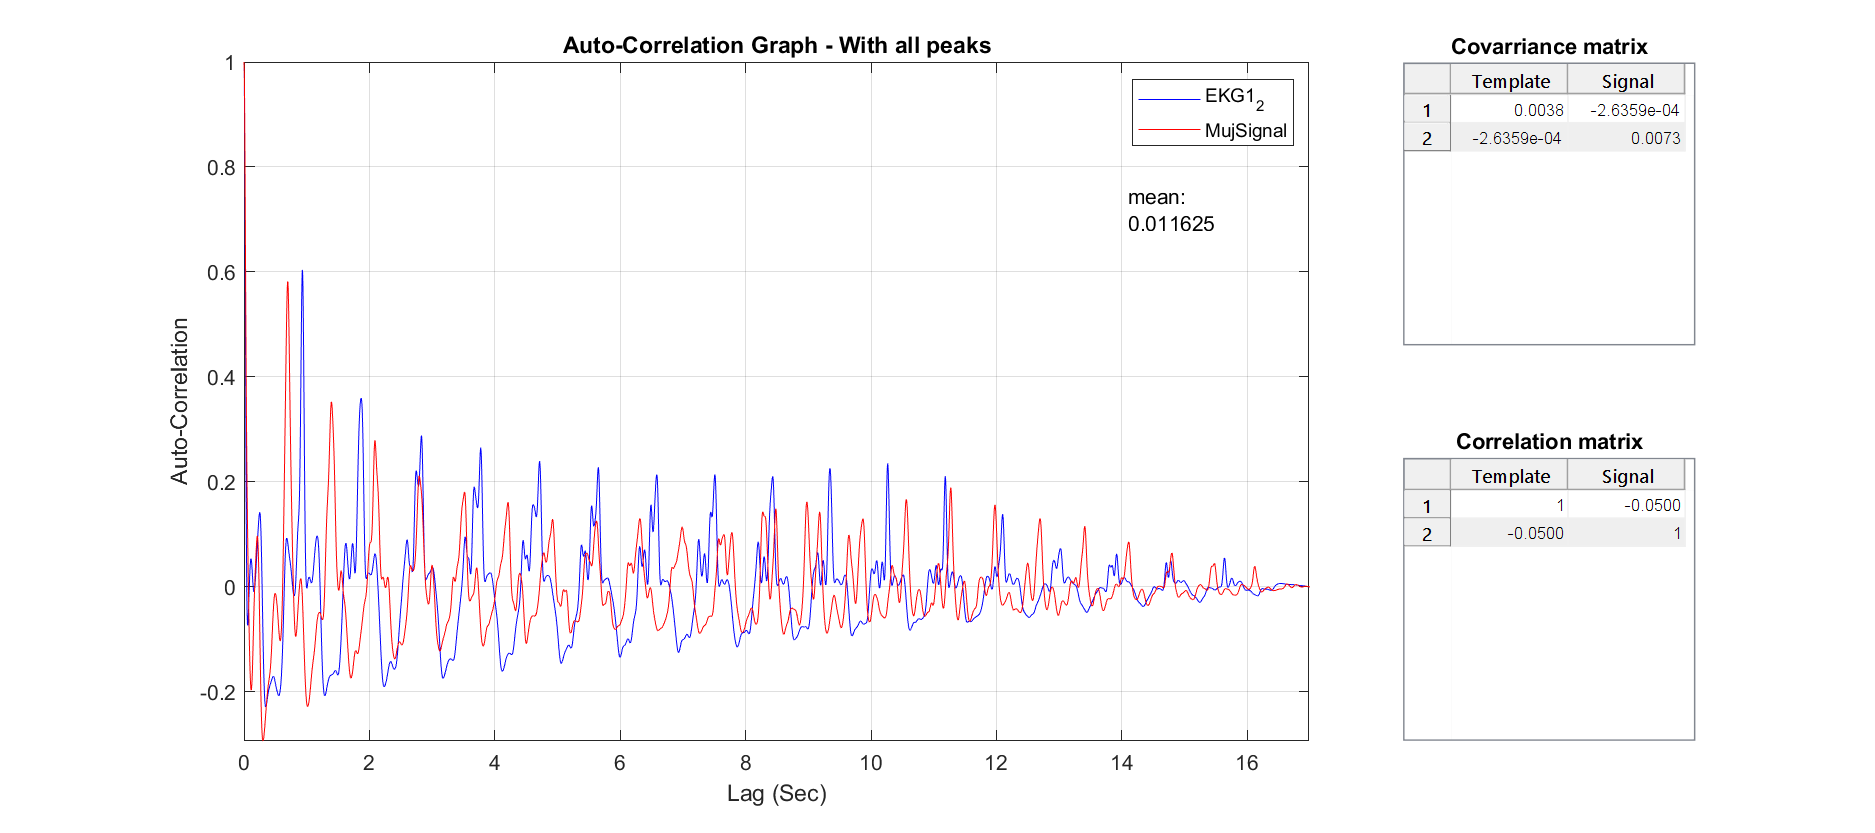 Auto-Correlation Graph - With all peaks
1
0.8
0.6
0.4
0.2
0
-0.2
Auto-Correlation
0 2 4 6 8 10 12 14 16
Lag (Sec)
EKG1₂
MujSignal
mean:
0.011625
Covarriance matrix
Template Signal
1 0.0038 -2.6359e-04
2 -2.6359e-04 0.0073
Correlation matrix
Template Signal
1 1 -0.0500
2 -0.0500 1